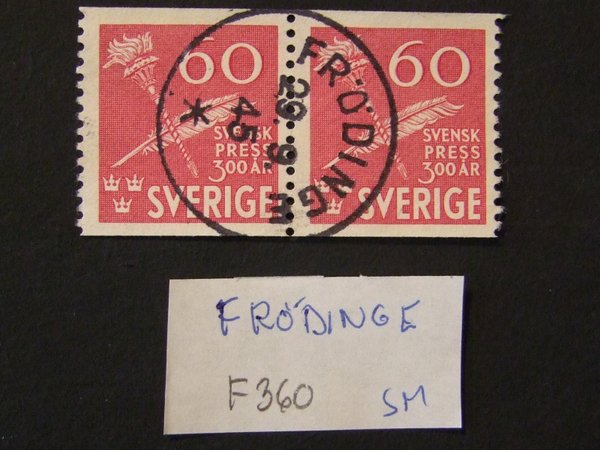 60
SVENSK
PRESS
300 ÅR
SVERIGE
60
SVENSK
PRESS
300 ÅR
SVERIGE
FRÖDINGE
29. 9.
45
FRÖDINGE
F360 SM